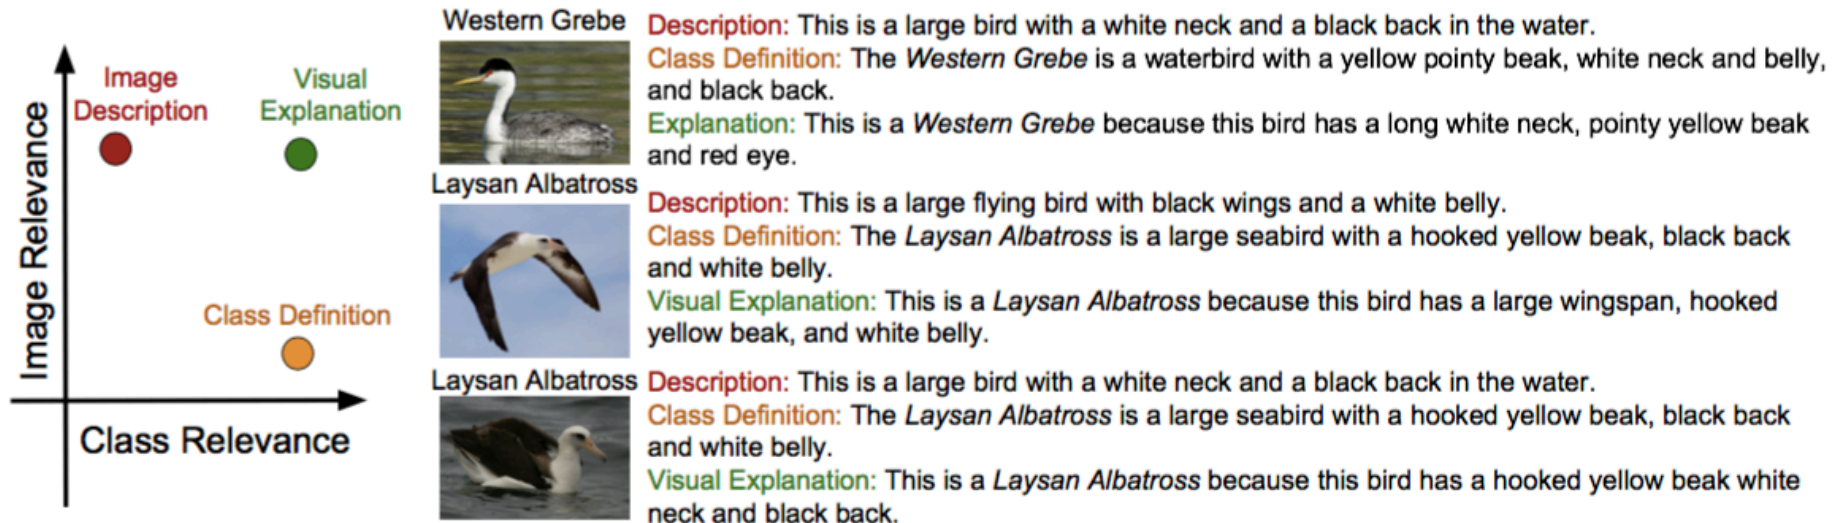 Image Relevance
Image
Description
Visual
Explanation
Class Definition
Class Relevance
Western Grebe
Description: This is a large bird with a white neck and a black back in the water.
Class Definition: The Western Grebe is a waterbird with a yellow pointy beak, white neck and belly,
and black back.
Explanation: This is a Western Grebe because this bird has a long white neck, pointy yellow beak
and red eye.
Laysan Albatross
Description: This is a large flying bird with black wings and a white belly.
Class Definition: The Laysan Albatross is a large seabird with a hooked yellow beak, black back
and white belly.
Visual Explanation: This is a Laysan Albatross because this bird has a large wingspan, hooked
yellow beak, and white belly.
Laysan Albatross
Description: This is a large bird with a white neck and a black back in the water.
Class Definition: The Laysan Albatross is a large seabird with a hooked yellow beak, black back
and white belly.
Visual Explanation: This is a Laysan Albatross because this bird has a hooked yellow beak white
neck and black back.